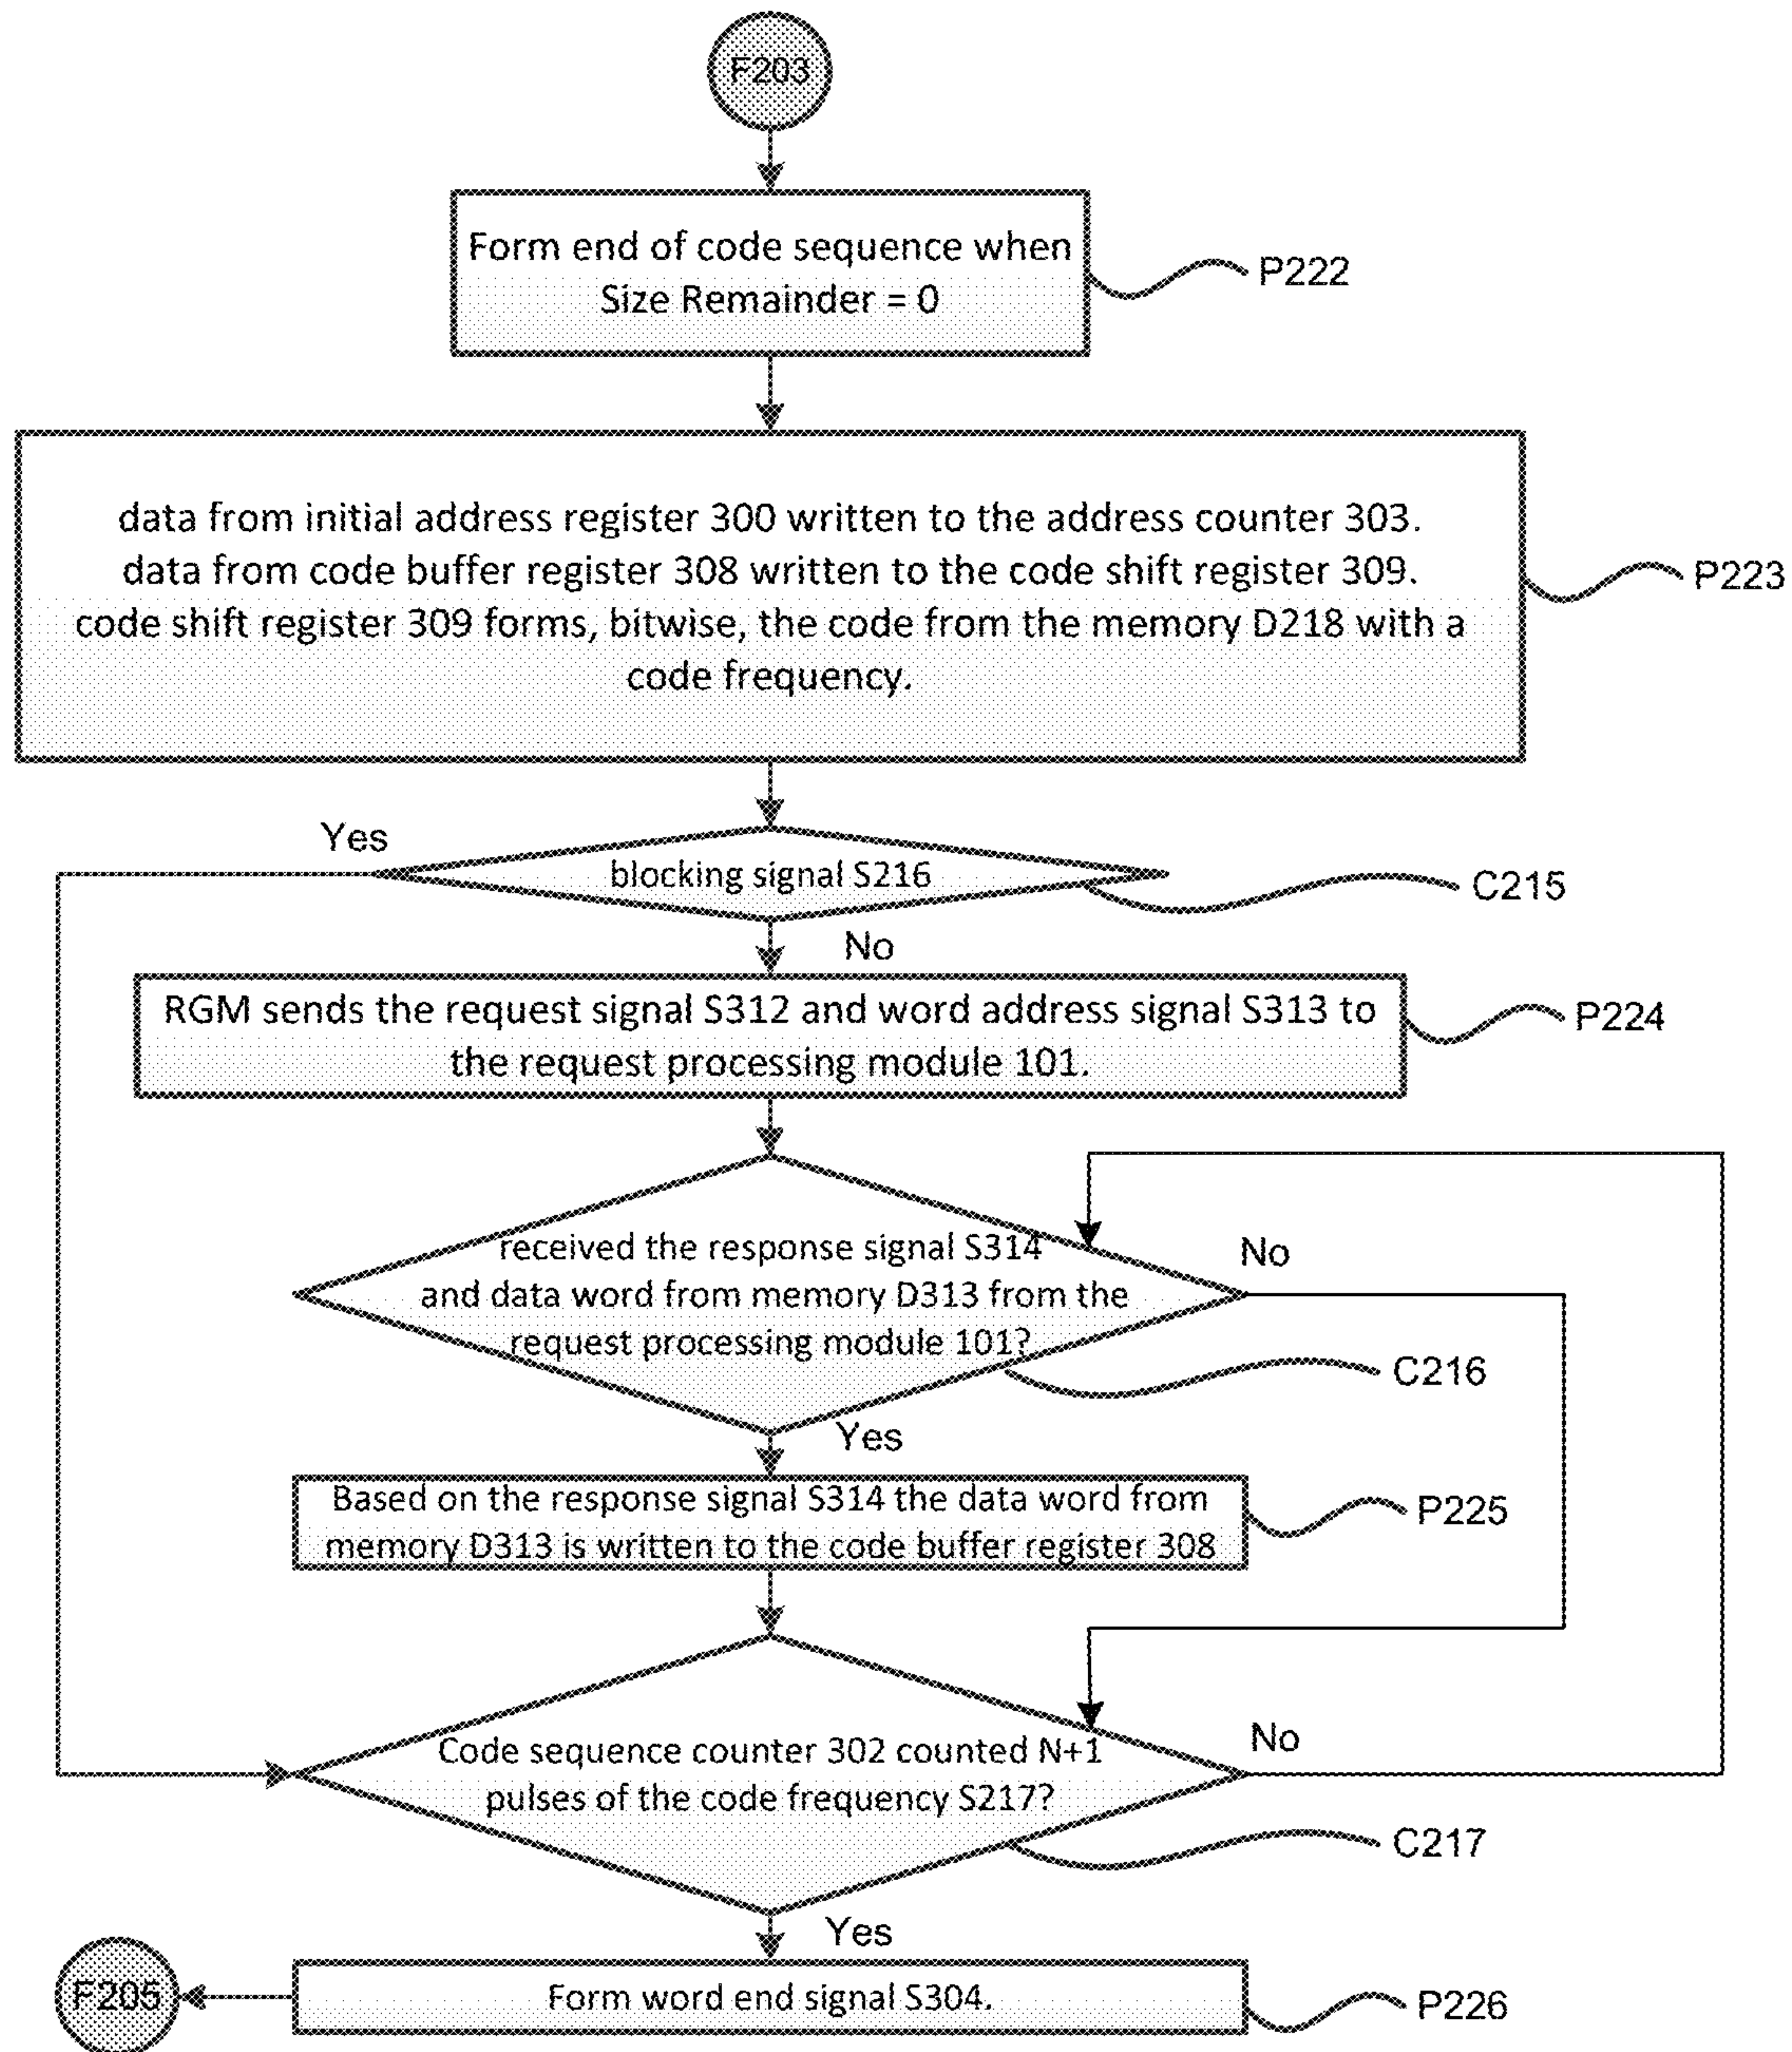 F203
Form end of code sequence when
Size Remainder = 0
P222
data from initial address register 300 written to the address counter 303.
data from code buffer register 308 written to the code shift register 309.
code shift register 309 forms, bitwise, the code from the memory D218 with a
code frequency.
P223
Yes
blocking signal S216
C215
No
RGM sends the request signal S312 and word address signal S313 to
the request processing module 101.
P224
received the response signal S314
and data word from memory D313 from the
request processing module 101?
No
C216
Yes
Based on the response signal S314 the data word from
memory D313 is written to the code buffer register 308
P225
Code sequence counter 302 counted N+1
pulses of the code frequency S217?
No
C217
Yes
F205
Form word end signal S304.
P226